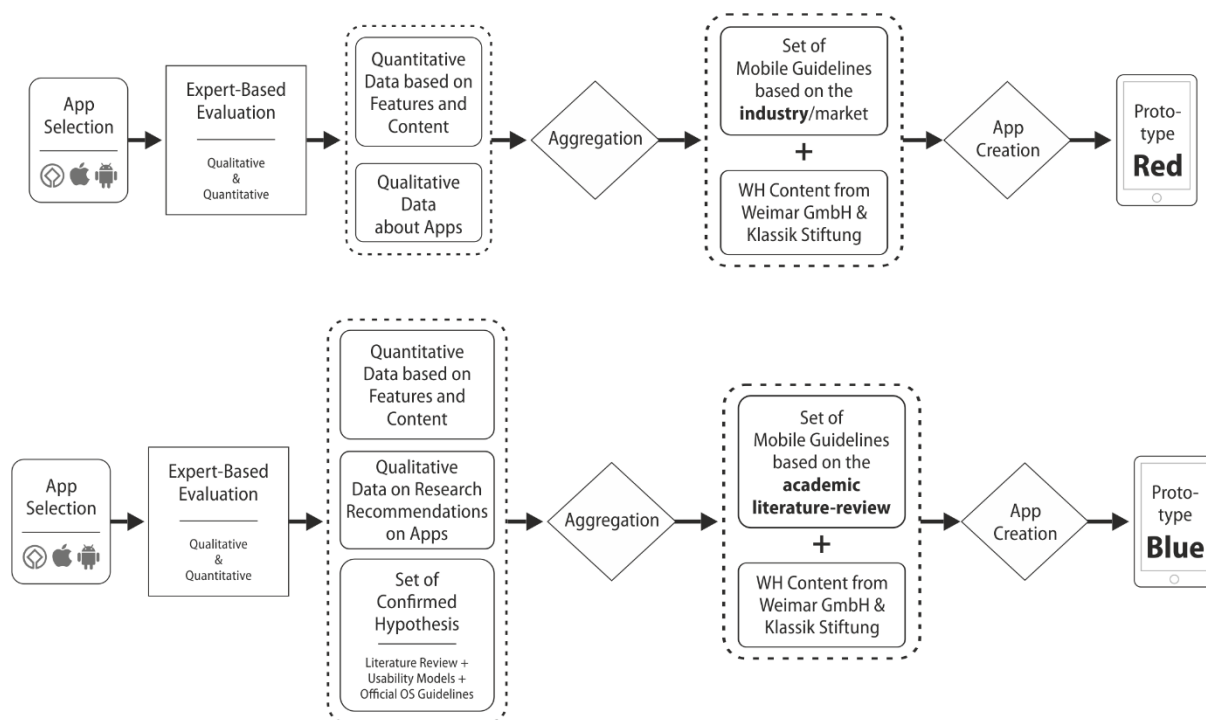 App
Selection
Expert-Based
Evaluation
Qualitative
&
Quantitative
Quantitative
Data based on
Features and
Content
Qualitative
Data
about Apps
Aggregation
Set of
Mobile Guidelines
based on the
industry/market
+
WH Content from
Weimar GmbH &
Klassik Stiftung
App
Creation
Proto-
type
Red
App
Selection
Expert-Based
Evaluation
Qualitative
&
Quantitative
Quantitative
Data based on
Features and
Content
Qualitative
Data on Research
Recommendations
on Apps
Set of
Confirmed
Hypothesis
Literature Review +
Usability Models +
Official OS Guidelines
Aggregation
Set of
Mobile Guidelines
based on the
academic
literature-review
+
WH Content from
Weimar GmbH &
Klassik Stiftung
App
Creation
Proto-
type
Blue